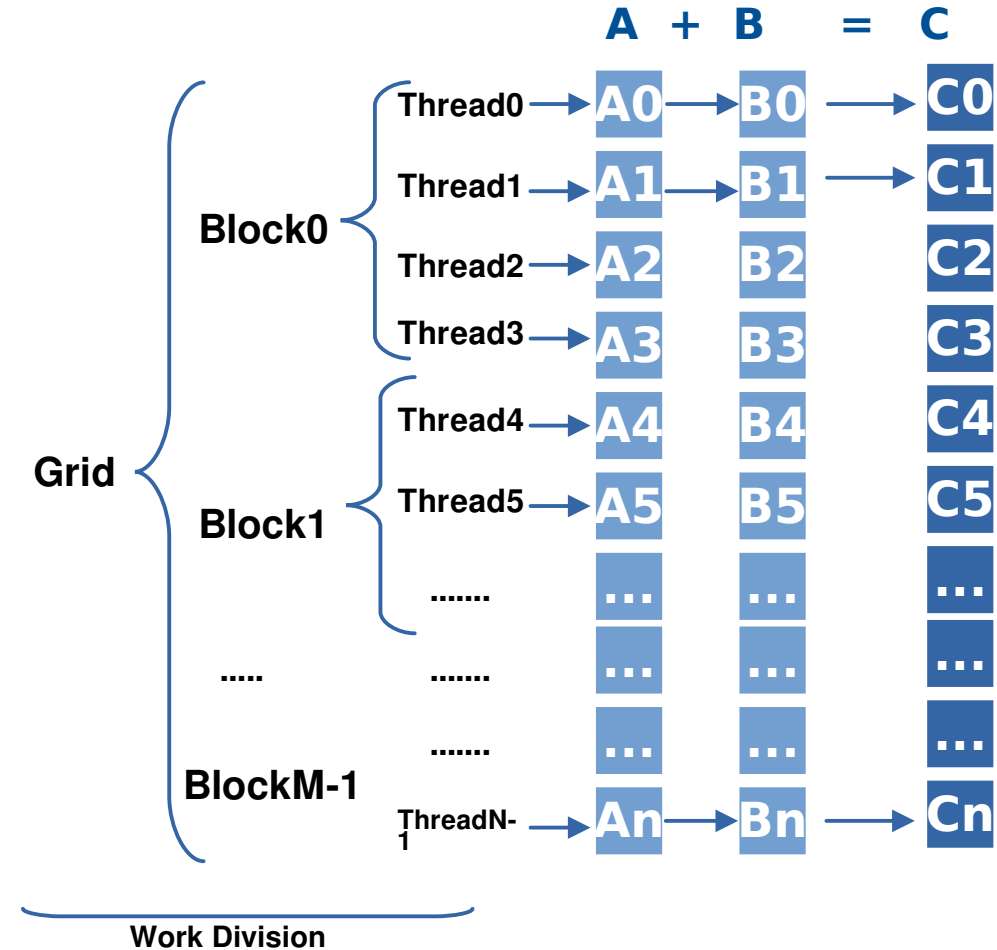 A + B = C
Thread0 A0 B0 C0
Thread1 A1 B1 C1
Block0
Thread2 A2 B2 C2
Thread3 A3 B3 C3
Thread4 A4 B4 C4
Grid
Thread5 A5 B5 C5
Block1
....... ... ... ...
..... ....... ... ... ...
....... ... ... ...
BlockM-1
ThreadN-
1 An Bn Cn
Work Division